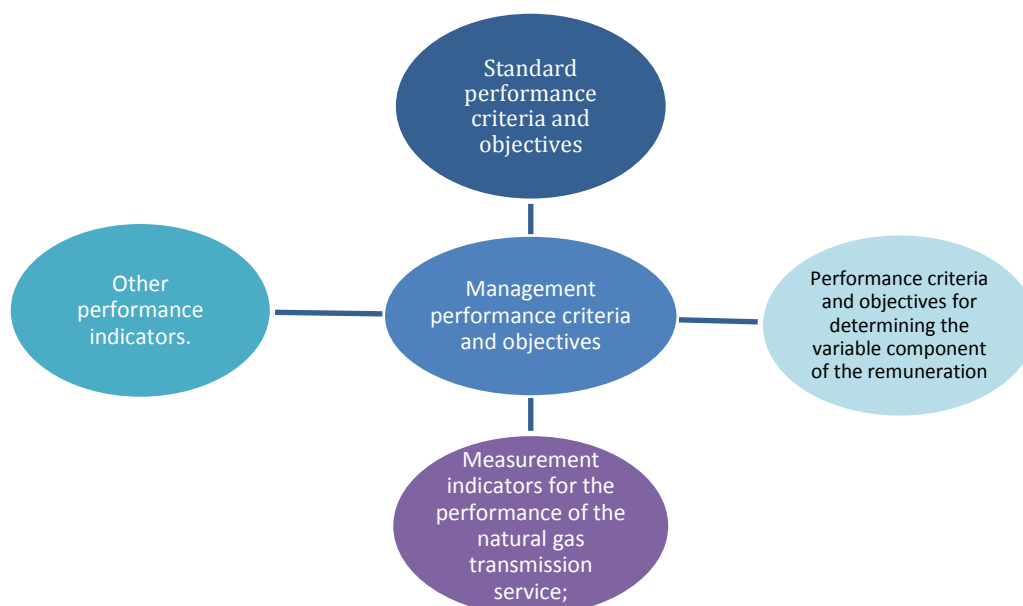 Standard
performance
criteria and
objectives
Other
performance
indicators.
Management
performance criteria
and objectives
Performance criteria
and objectives for
determining the
variable component
of the remuneration
Measurement
indicators for the
performance of the
natural gas
transmission
service;